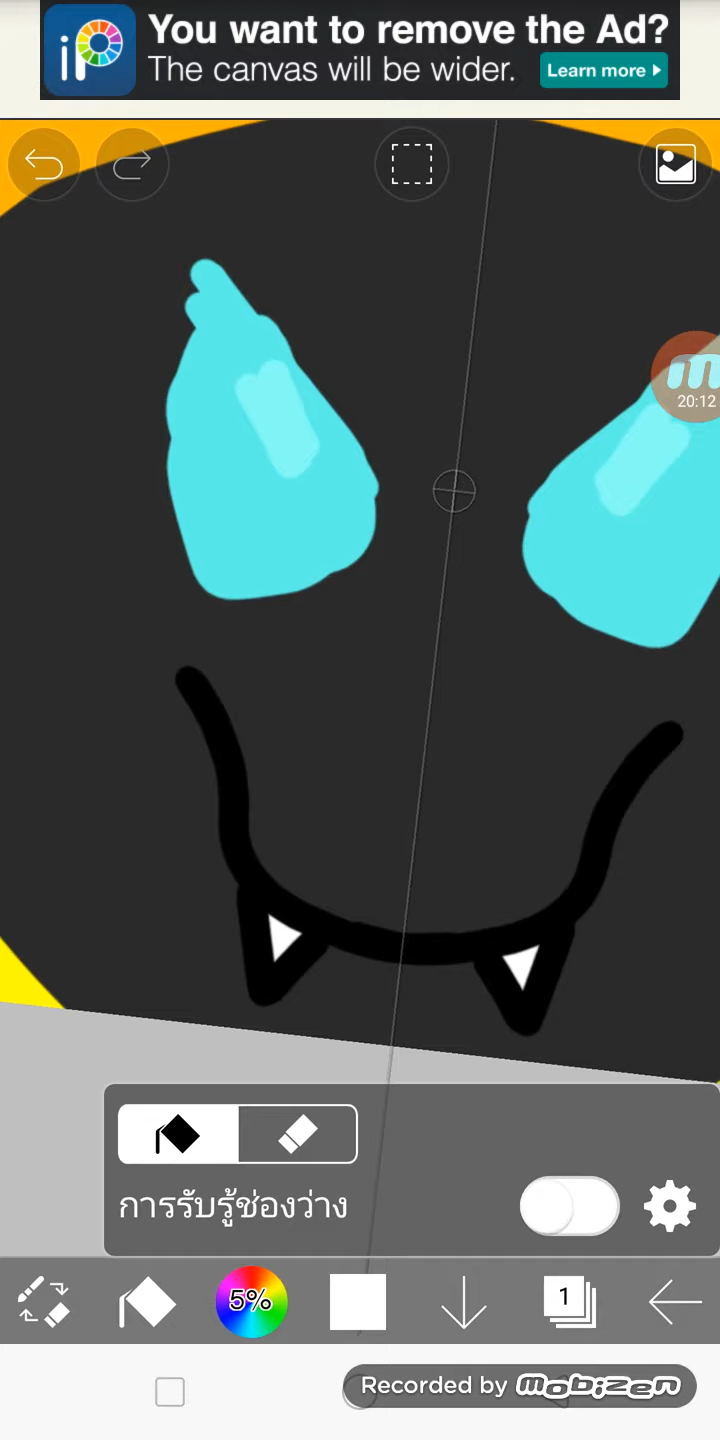 iP
You want to remove the Ad?
The canvas will be wider.
Learn more
m
20:12
การรับรู้ช่องว่าง
5%
1
Recorded by mobizen